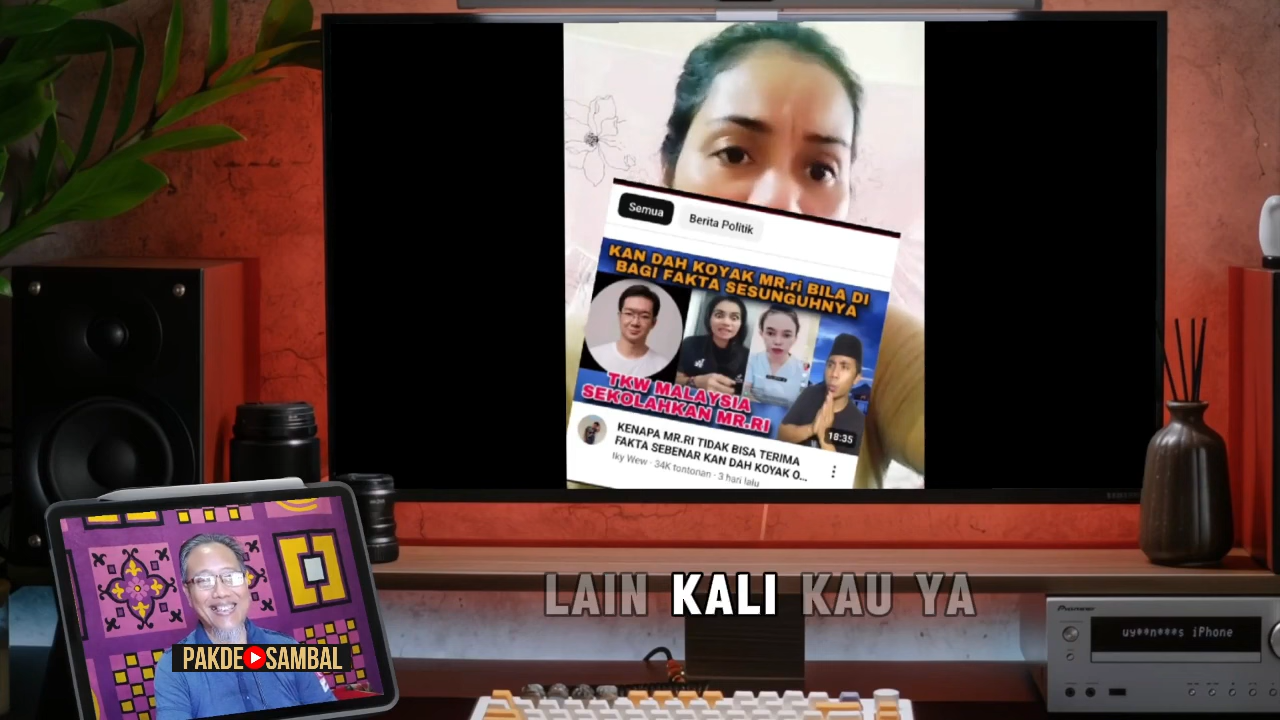 Semua
Berita Politik
KAN DAH KOYAK MR.ri BILA DI
BAGI FAKTA SESUNGUHNYA
TKW MALAYSIA
SEKOLAHKAN MR.RI
18:35
KENAPA MR.RI TIDAK BISA TERIMA
FAKTA SEBENAR KAN DAH KOYAK O...
Iky Wew · 34K tontonan · 3 hari lalu
LAIN KALI KAU YA
PAKDE SAMBAL
Pioneer
uy**n***s iPhone